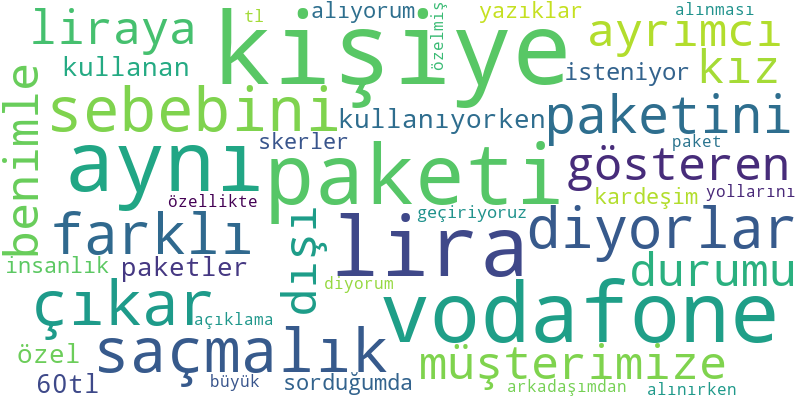 tl alıyorum özelmiş yazıklar alınması
liraya kişiye ayrımcı
kullanan isteniyor kız
benimle sebebini kullanıyorken paketini
skerler paket
aynı paketi gösteren
özellikte kardeşim yollarını
farklı dışı lira geçiriyoruz diyorlar
insanlık paketler durumu
diyorum
çıkar açıklama vodafone
saçmalık müşterimize
özel 60tl büyük sorduğumda arkadaşımdan alınırken